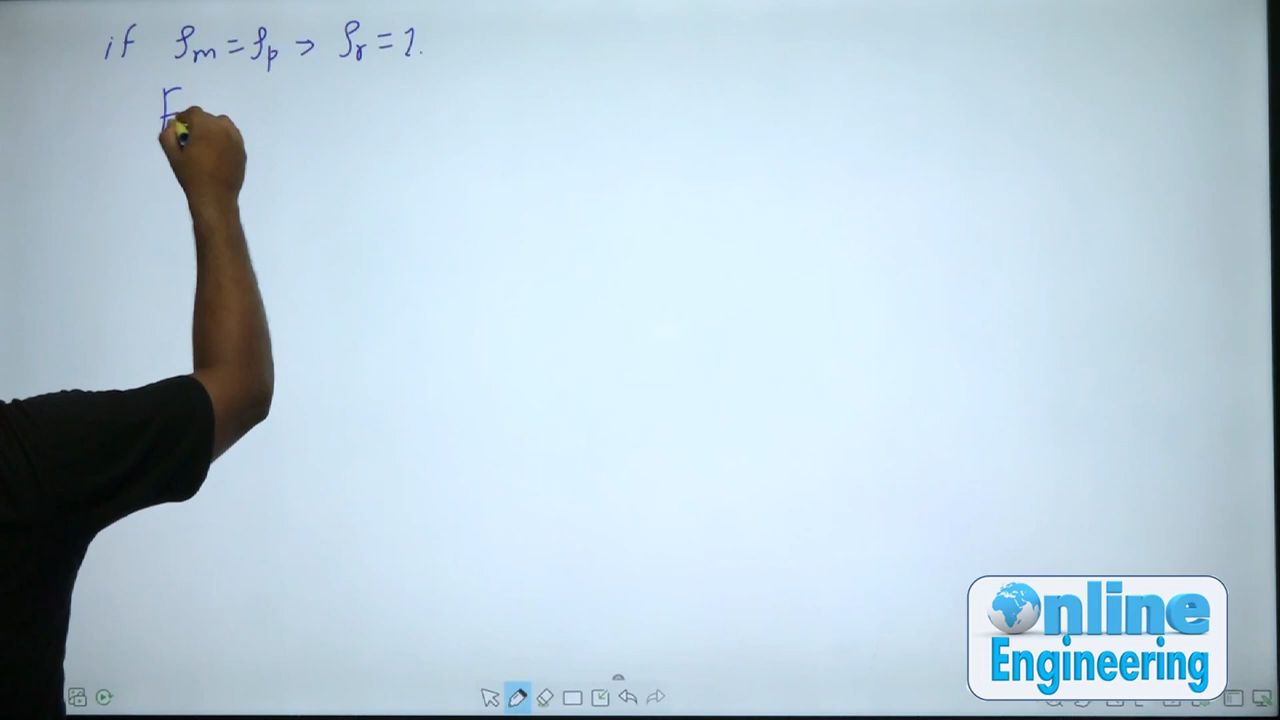 if ρm = ρp → ρr = 1.
F
Online
Engineering